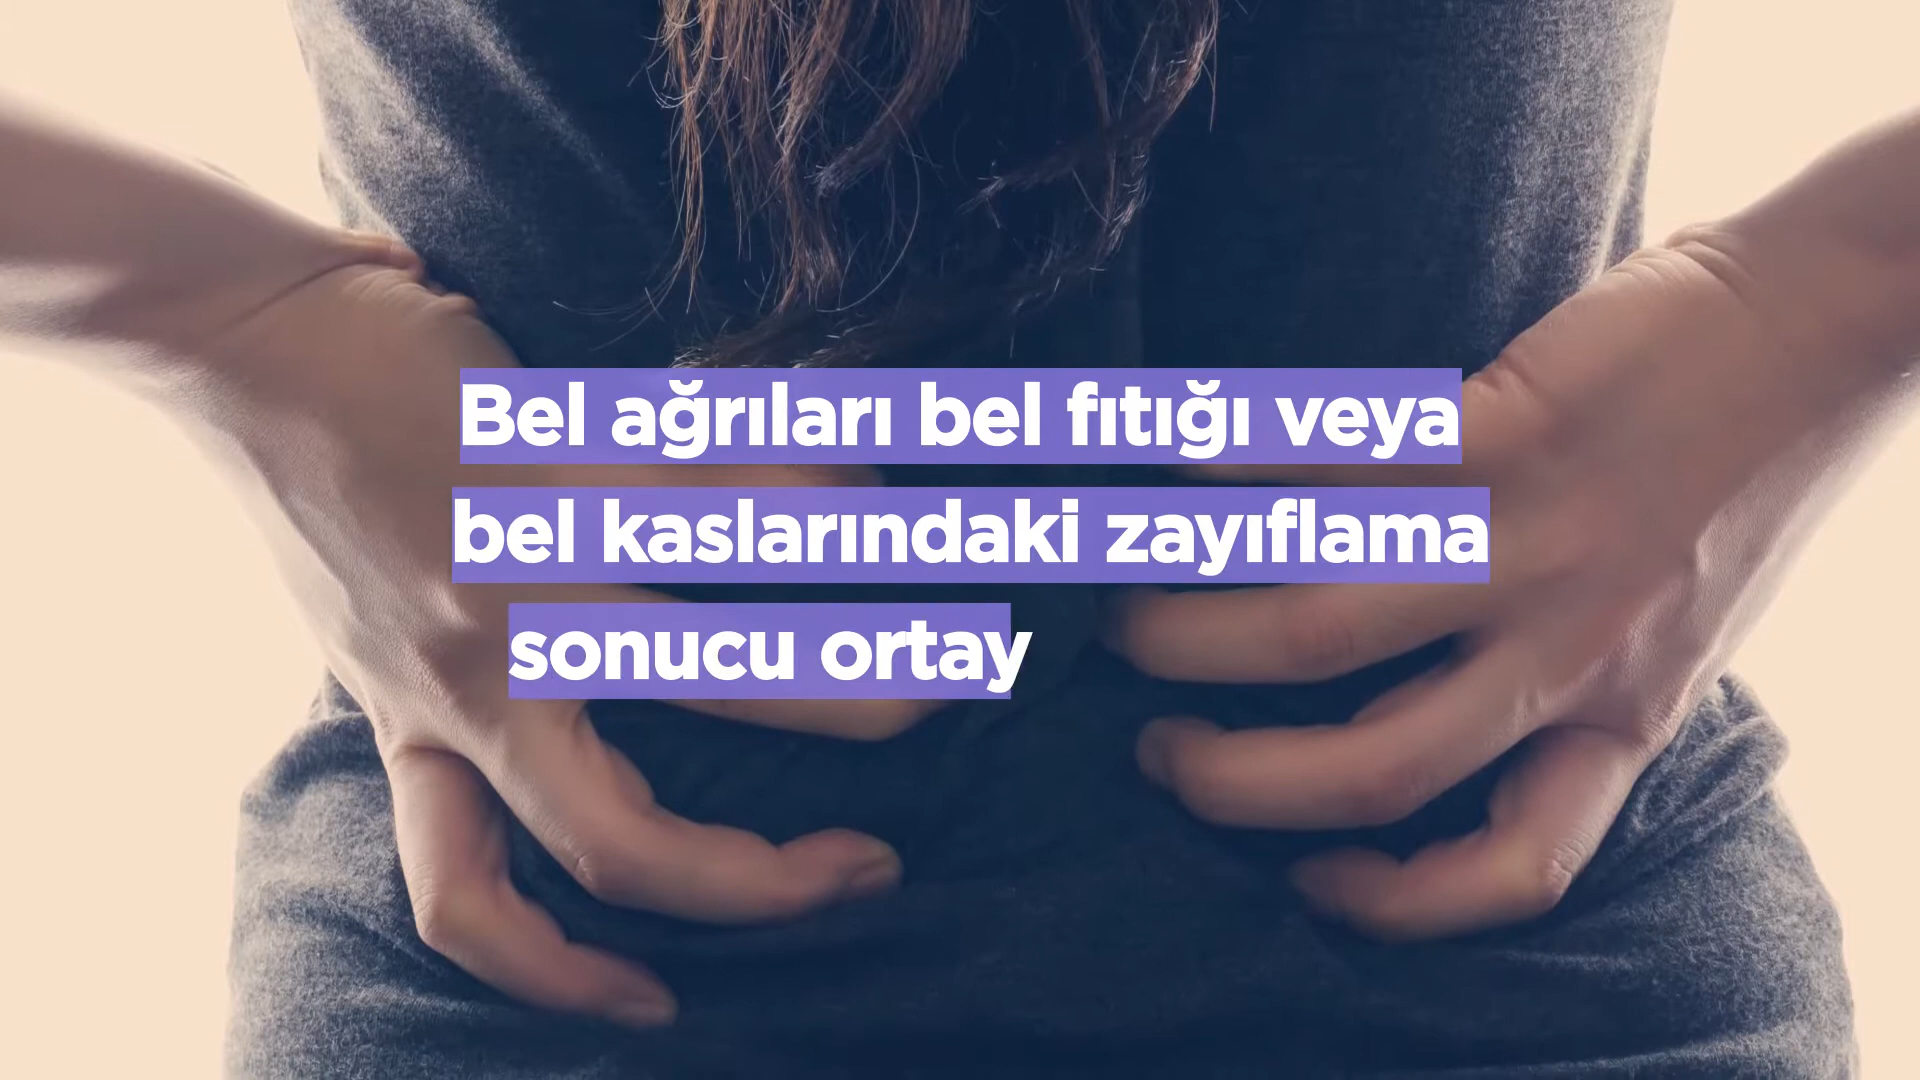 Bel ağrıları bel fıtığı veya
bel kaslarındaki zayıflama
sonucu ortay